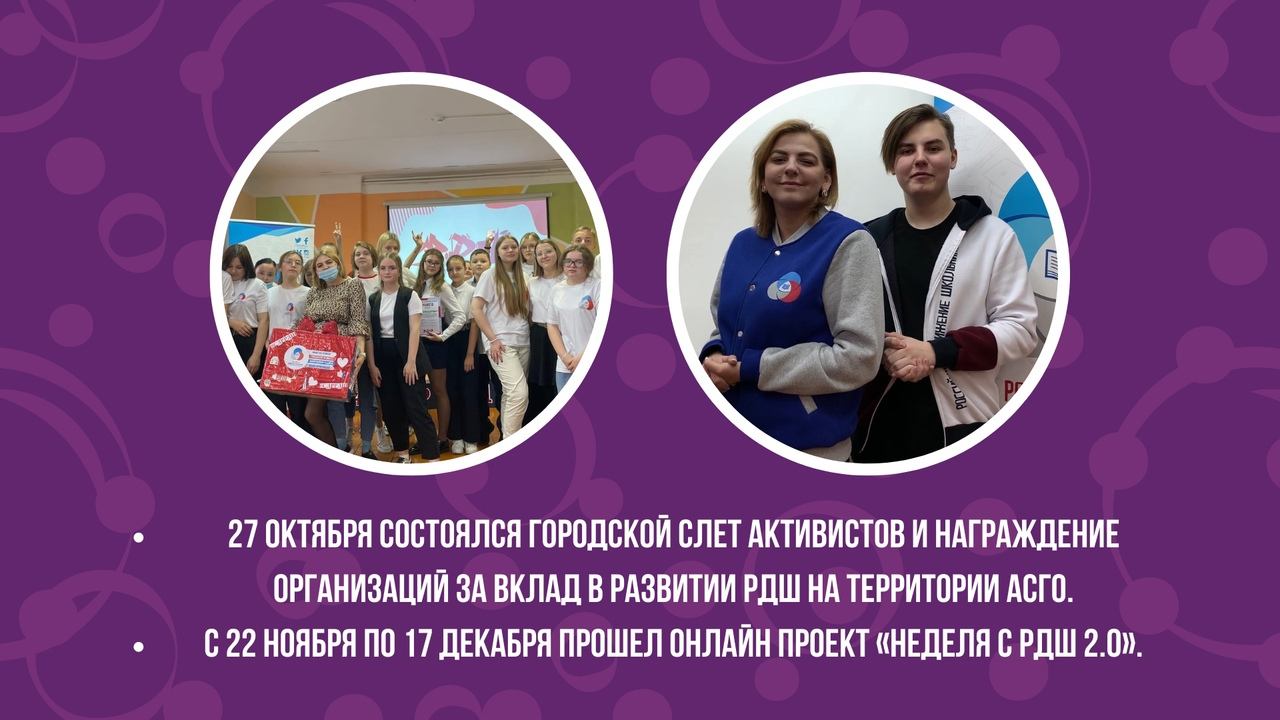 27 ОКТЯБРЯ СОСТОЯЛСЯ ГОРОДСКОЙ СЛЕТ АКТИВИСТОВ И НАГРАЖДЕНИЕ
ОРГАНИЗАЦИЙ ЗА ВКЛАД В РАЗВИТИИ РДШ НА ТЕРРИТОРИИ АСГО.
С 22 НОЯБРЯ ПО 17 ДЕКАБРЯ ПРОШЕЛ ОНЛАЙН ПРОЕКТ «НЕДЕЛЯ С РДШ 2.0».